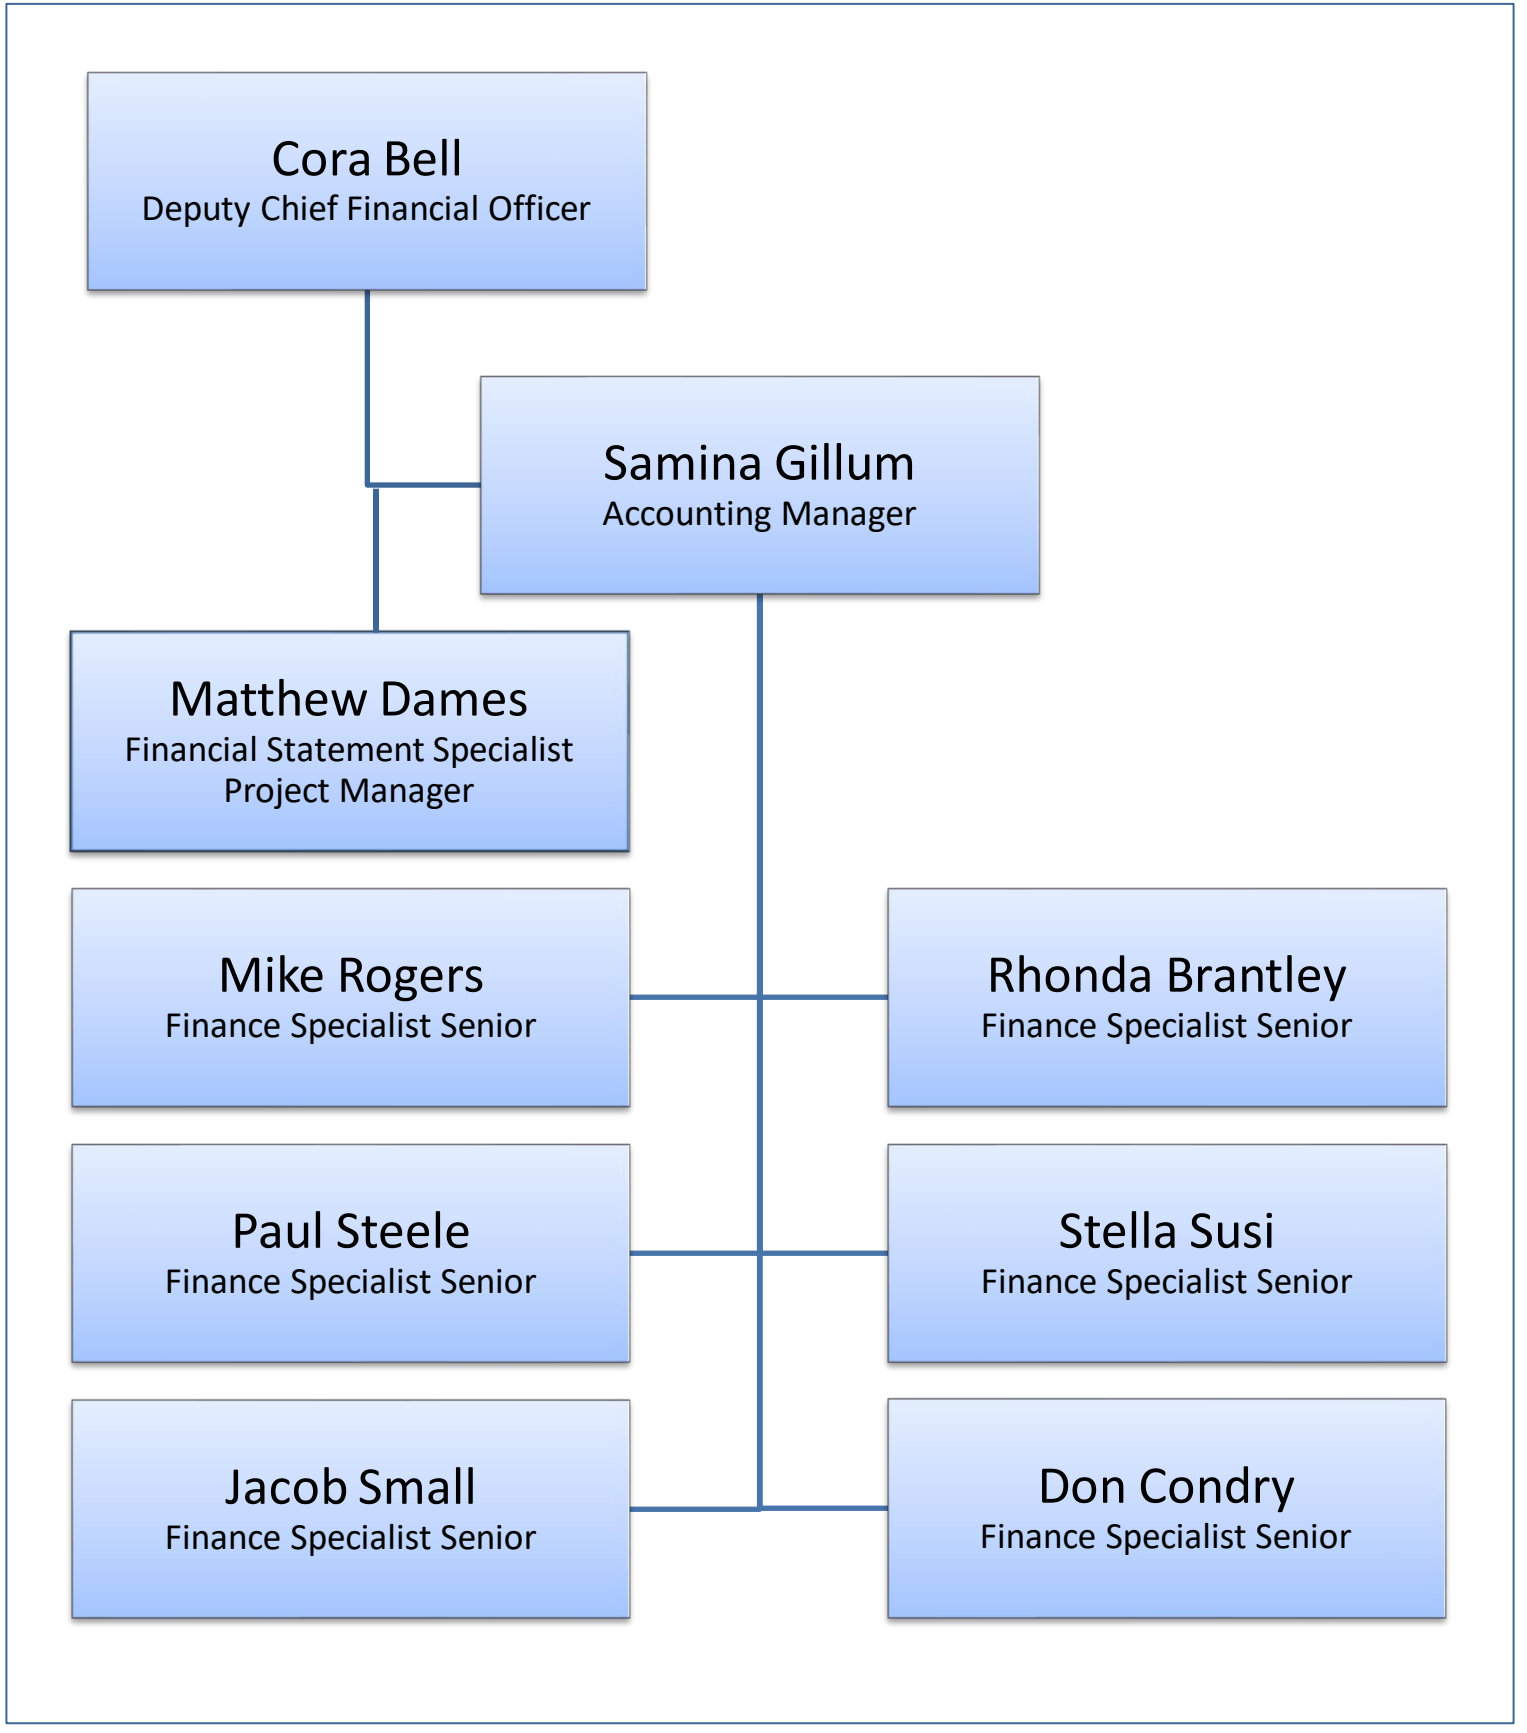 Cora Bell
Deputy Chief Financial Officer
Samina Gillum
Accounting Manager
Matthew Dames
Financial Statement Specialist
Project Manager
Mike Rogers
Finance Specialist Senior
Rhonda Brantley
Finance Specialist Senior
Paul Steele
Finance Specialist Senior
Stella Susi
Finance Specialist Senior
Jacob Small
Finance Specialist Senior
Don Condry
Finance Specialist Senior